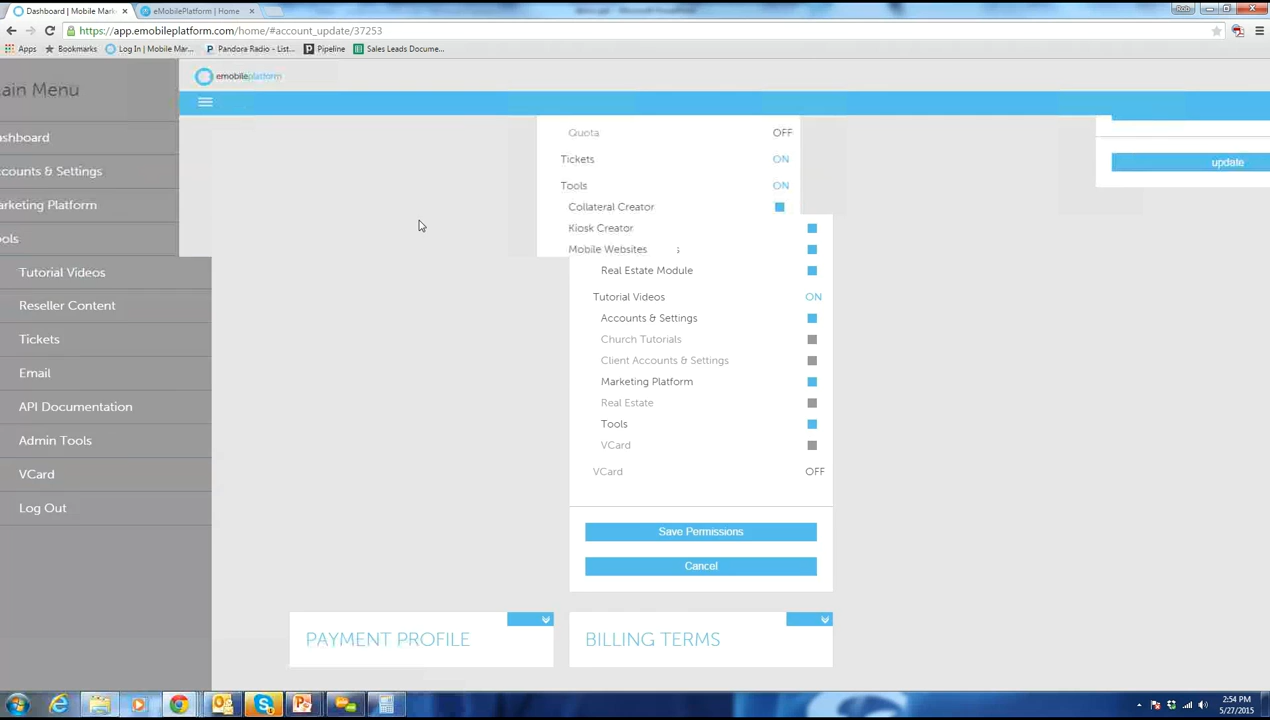 Dashboard | Mobile Mar
eMobilePlatform | Home
Rob
https://app.emobileplatform.com/home/#account_update/37253
Apps
Bookmarks
Log In | Mobile Mar...
Pandora Radio - List...
Pipeline
Sales Leads Docume...
ain Menu
emobileplatform
ashboard
ccounts & Settings
arketing Platform
ols
Tutorial Videos
Reseller Content
Tickets
Email
API Documentation
Admin Tools
VCard
Log Out
Quota OFF
Tickets ON
Tools ON
Collateral Creator
Kiosk Creator
Mobile Websites s
Real Estate Module
Tutorial Videos ON
Accounts & Settings
Church Tutorials
Client Accounts & Settings
Marketing Platform
Real Estate
Tools
VCard
VCard OFF
Save Permissions
Cancel
update
PAYMENT PROFILE
BILLING TERMS
2:54 PM
5/27/2015